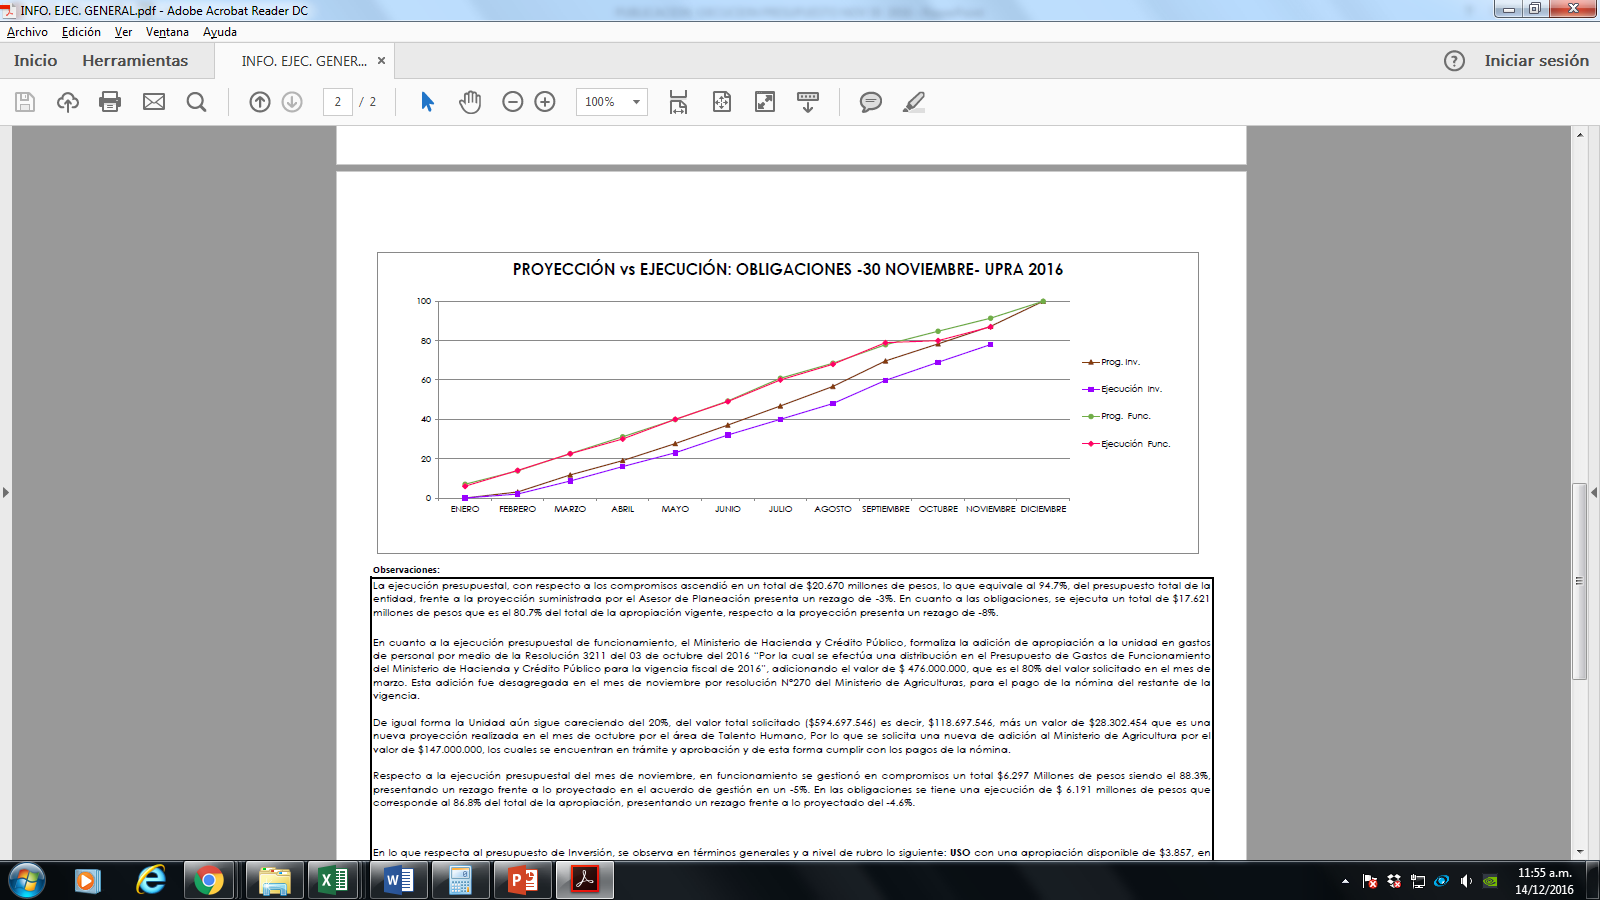 INFO. EJEC. GENERAL.pdf - Adobe Acrobat Reader DC
Archivo Edición Ver Ventana Ayuda
Inicio Herramientas INFO. EJEC. GENER... × Iniciar sesión
2 / 2 100%
PROYECCIÓN vs EJECUCIÓN: OBLIGACIONES -30 NOVIEMBRE- UPRA 2016
100
80
60
40
20
0
ENERO FEBRERO MARZO ABRIL MAYO JUNIO JULIO AGOSTO SEPTIEMBRE OCTUBRE NOVIEMBRE DICIEMBRE
Prog. Inv.
Ejecución Inv.
Prog. Func.
Ejecución Func.
Observaciones:
La ejecución presupuestal, con respecto a los compromisos ascendió en un total de $20.670 millones de pesos, lo que equivale al 94.7%, del presupuesto total de la
entidad, frente a la proyección suministrada por el Asesor de Planeación presenta un rezago de -3%. En cuanto a las obligaciones, se ejecuta un total de $17.621
millones de pesos que es el 80.7% del total de la apropiación vigente, respecto a la proyección presenta un rezago de -8%.
En cuanto a la ejecución presupuestal de funcionamiento, el Ministerio de Hacienda y Crédito Público, formaliza la adición de apropiación a la unidad en gastos
de personal por medio de la Resolución 3211 del 03 de octubre del 2016 "Por la cual se efectúa una distribución en el Presupuesto de Gastos de Funcionamiento
del Ministerio de Hacienda y Crédito Público para la vigencia fiscal de 2016", adicionando el valor de $ 476.000.000, que es el 80% del valor solicitado en el mes de
marzo. Esta adición fue desagregada en el mes de noviembre por resolución N°270 del Ministerio de Agriculturas, para el pago de la nómina del restante de la
vigencia.
De igual forma la Unidad aún sigue careciendo del 20%, del valor total solicitado ($594.697.546) es decir, $118.697.546, más un valor de $28.302.454 que es una
nueva proyección realizada en el mes de octubre por el área de Talento Humano, Por lo que se solicita una nueva de adición al Ministerio de Agricultura por el
valor de $147.000.000, los cuales se encuentran en trámite y aprobación y de esta forma cumplir con los pagos de la nómina.
Respecto a la ejecución presupuestal del mes de noviembre, en funcionamiento se gestionó en compromisos un total $6.297 Millones de pesos siendo el 88.3%,
presentando un rezago frente a lo proyectado en el acuerdo de gestión en un -5%. En las obligaciones se tiene una ejecución de $ 6.191 millones de pesos que
corresponde al 86.8% del total de la apropiación, presentando un rezago frente a lo proyectado del -4.6%.
En lo que respecta al presupuesto de Inversión, se observa en términos generales y a nivel de rubro lo siguiente: USO con una apropiación disponible de $3.857, en
11:55 a.m.
14/12/2016